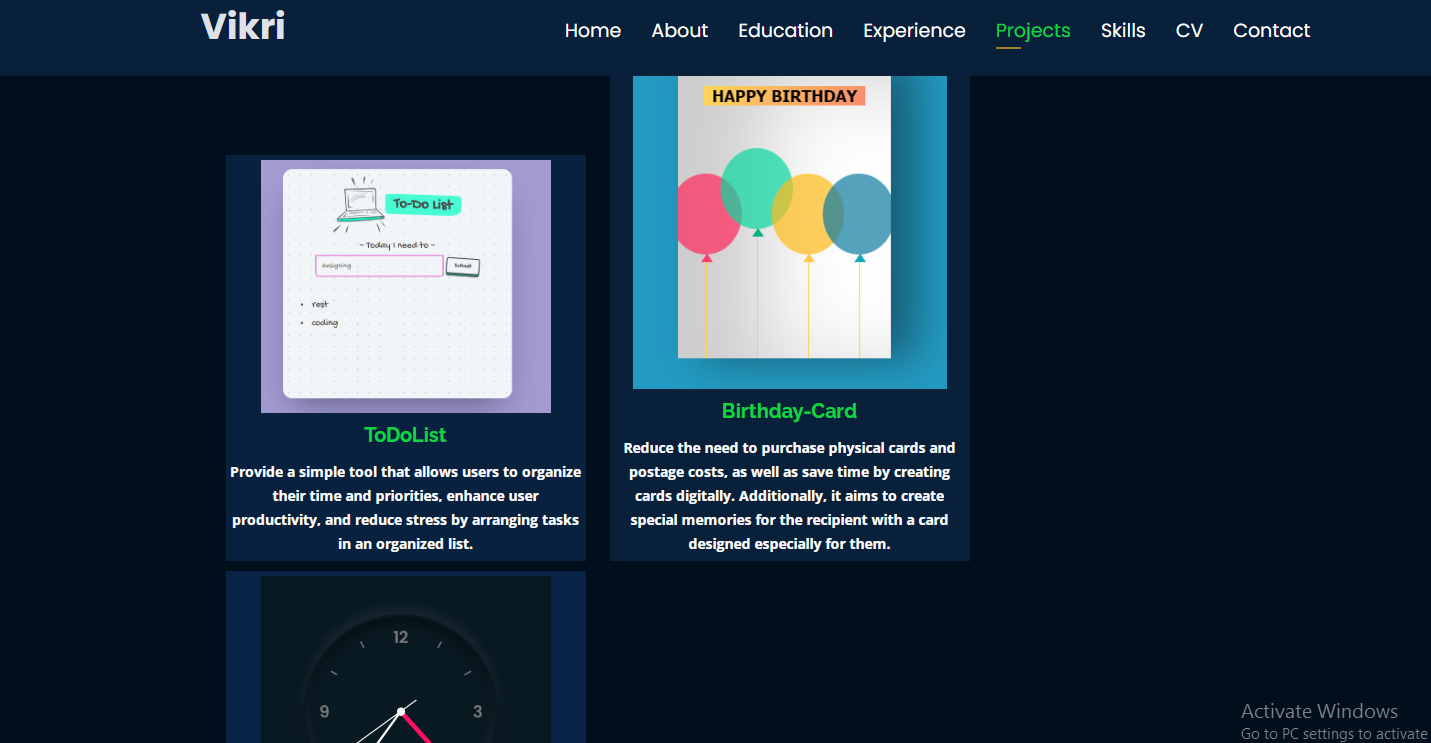 Vikri
Home About Education Experience Projects Skills CV Contact
To-Do List
~ Today I need to ~
designing
Submit
rest
coding
ToDoList
Provide a simple tool that allows users to organize
their time and priorities, enhance user
productivity, and reduce stress by arranging tasks
in an organized list.
HAPPY BIRTHDAY
Birthday-Card
Reduce the need to purchase physical cards and
postage costs, as well as save time by creating
cards digitally. Additionally, it aims to create
special memories for the recipient with a card
designed especially for them.
12
9 3
Activate Windows
Go to PC settings to activate